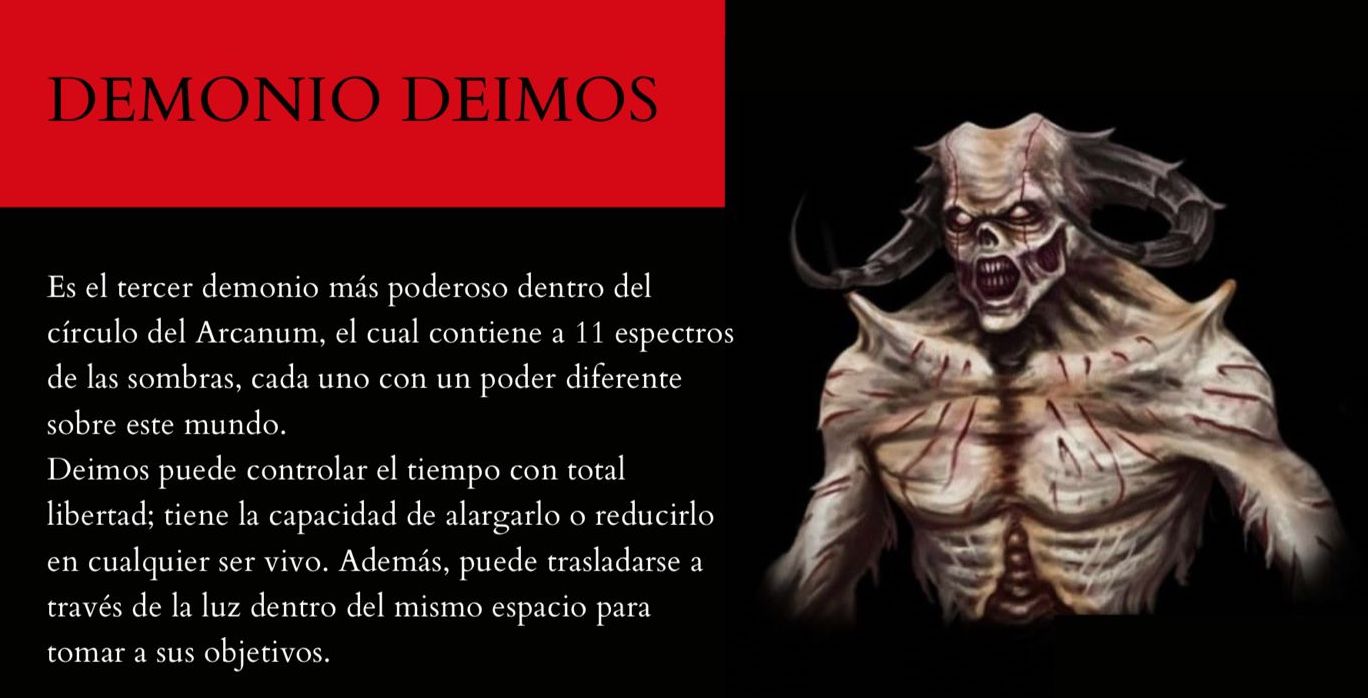 DEMONIO DEIMOS
Es el tercer demonio más poderoso dentro del
círculo del Arcanum, el cual contiene a 11 espectros
de las sombras, cada uno con un poder diferente
sobre este mundo.
Deimos puede controlar el tiempo con total
libertad; tiene la capacidad de alargarlo o reducirlo
en cualquier ser vivo. Además, puede trasladarse a
través de la luz dentro del mismo espacio para
tomar a sus objetivos.